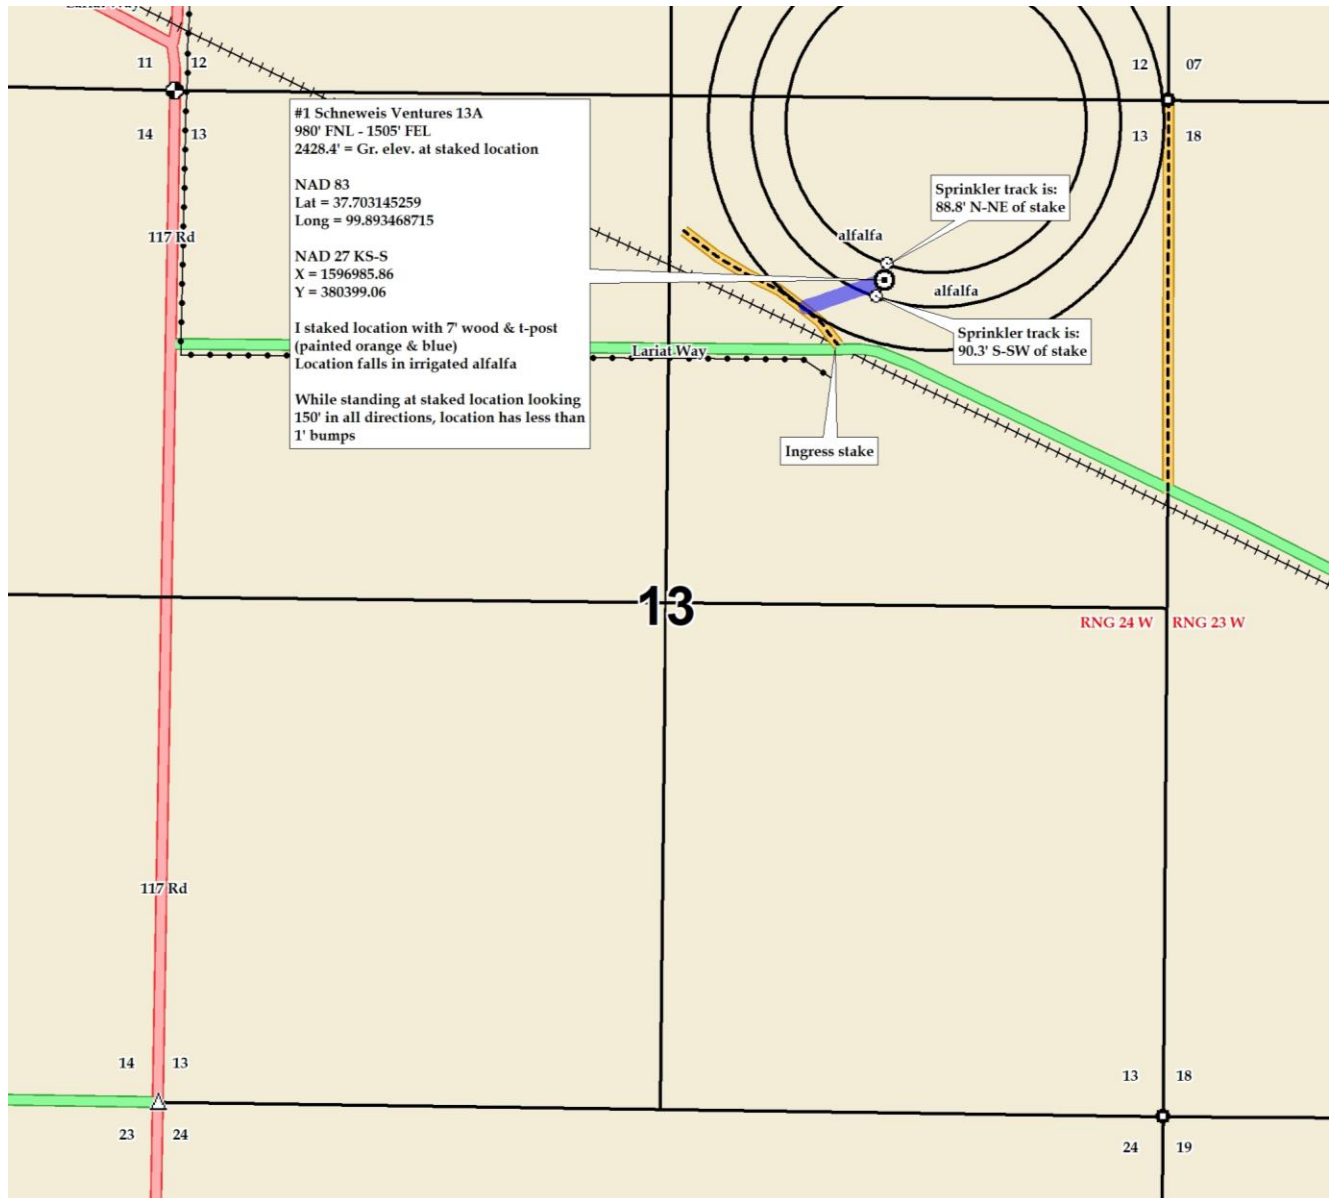 Lariat Way
11
12
12
07
14
13
13
18
#1 Schneweis Ventures 13A
980' FNL - 1505' FEL
2428.4' = Gr. elev. at staked location
NAD 83
Lat = 37.703145259
Long = 99.893468715
NAD 27 KS-S
X = 1596985.86
Y = 380399.06
I staked location with 7' wood & t-post
(painted orange & blue)
Location falls in irrigated alfalfa
While standing at staked location looking
150' in all directions, location has less than
1' bumps
117 Rd
Sprinkler track is:
88.8' N-NE of stake
alfalfa
alfalfa
Sprinkler track is:
90.3' S-SW of stake
Lariat Way
Ingress stake
13
RNG 24 W
RNG 23 W
117 Rd
14
13
13
18
23
24
24
19